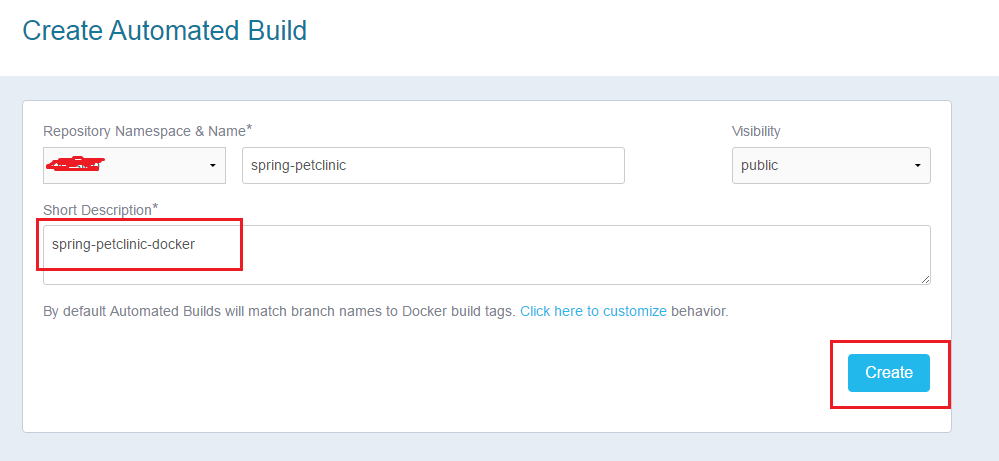 Create Automated Build
Repository Namespace & Name* Visibility
spring-petclinic public
Short Description*
spring-petclinic-docker
By default Automated Builds will match branch names to Docker build tags. Click here to customize behavior.
Create